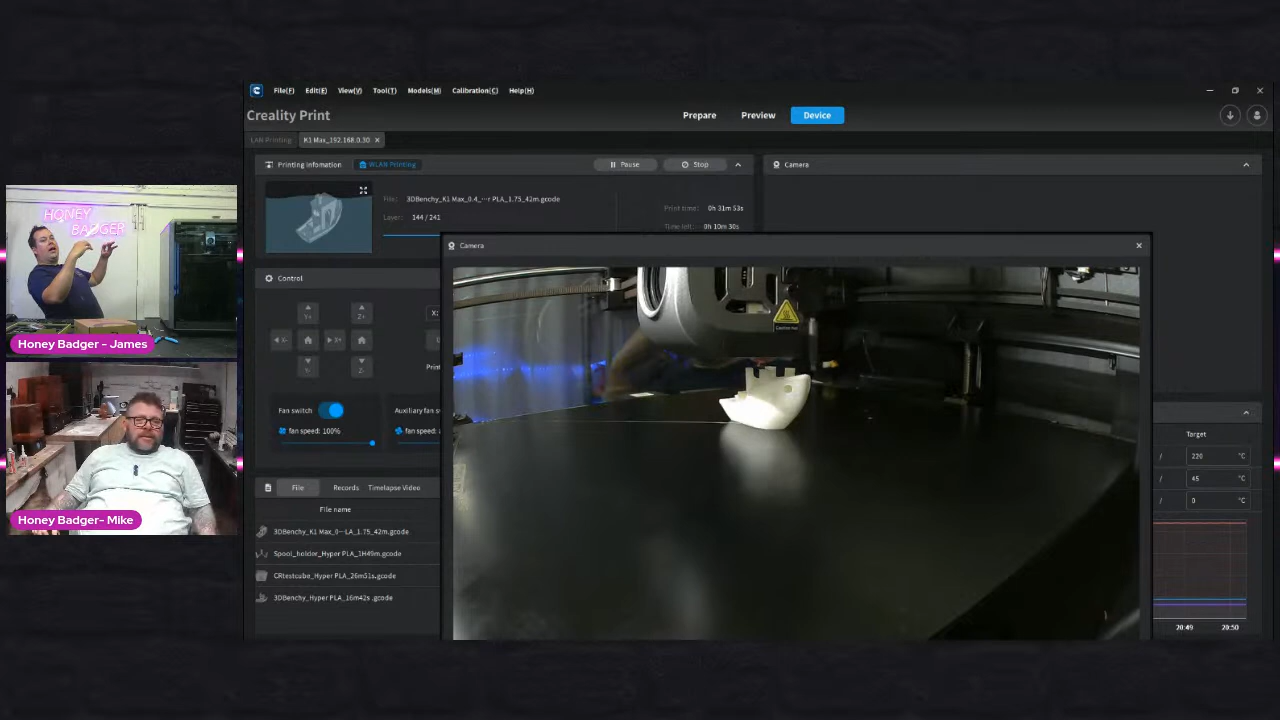 File(F) Edit(E) View(V) Tool(T) Models(M) Calibration(C) Help(H)
Creality Print
Prepare Preview Device
LAN Printing K1 Max_192.168.0.30
Printing Infomation WLAN Printing Pause Stop
Camera
File: 3DBenchy_K1 Max_0.4_···r PLA_1.75_42m.gcode
Layer: 144 / 241
Print time: 0h 31m 53s
Time left: 0h 10m 30s
Camera
HONEY
BADGER
Honey Badger - James
Honey Badger- Mike
Control
Y+ Z+ X:
X- X+
Y- Z-
Fan switch Auxiliary fan s
fan speed: 100% fan sp
File Records Timelapse Video
File name
3DBenchy_K1 Max_0···LA_1.75_42m.gcode
Spool_holder_Hyper PLA_1H49m.gcode
CRtestcube_Hyper PLA_26m51s.gcode
3DBenchy_Hyper PLA_16m42s .gcode
Target
/ 220 °C
/ 45 °C
/ 0 °C
20:49 20:50